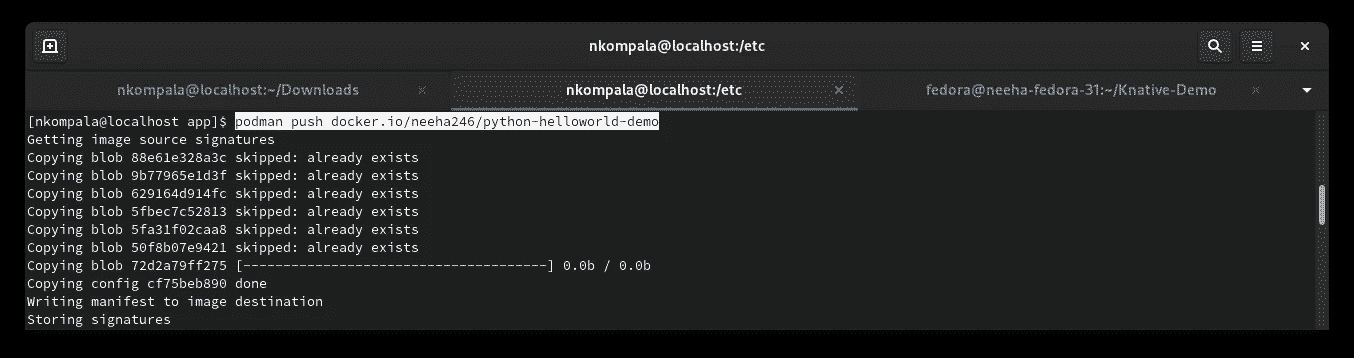 nkompala@localhost:/etc
nkompala@localhost:~/Downloads × nkompala@localhost:/etc × fedora@neeha-fedora-31:~/Knative-Demo ×
[nkompala@localhost app]$ podman push docker.io/neeha246/python-helloworld-demo
Getting image source signatures
Copying blob 88e61e328a3c skipped: already exists
Copying blob 9b77965e1d3f skipped: already exists
Copying blob 629164d914fc skipped: already exists
Copying blob 5fbec7c52813 skipped: already exists
Copying blob 5fa31f02caa8 skipped: already exists
Copying blob 50f8b07e9421 skipped: already exists
Copying blob 72d2a79ff275 [--------------------------------------] 0.0b / 0.0b
Copying config cf75beb890 done
Writing manifest to image destination
Storing signatures